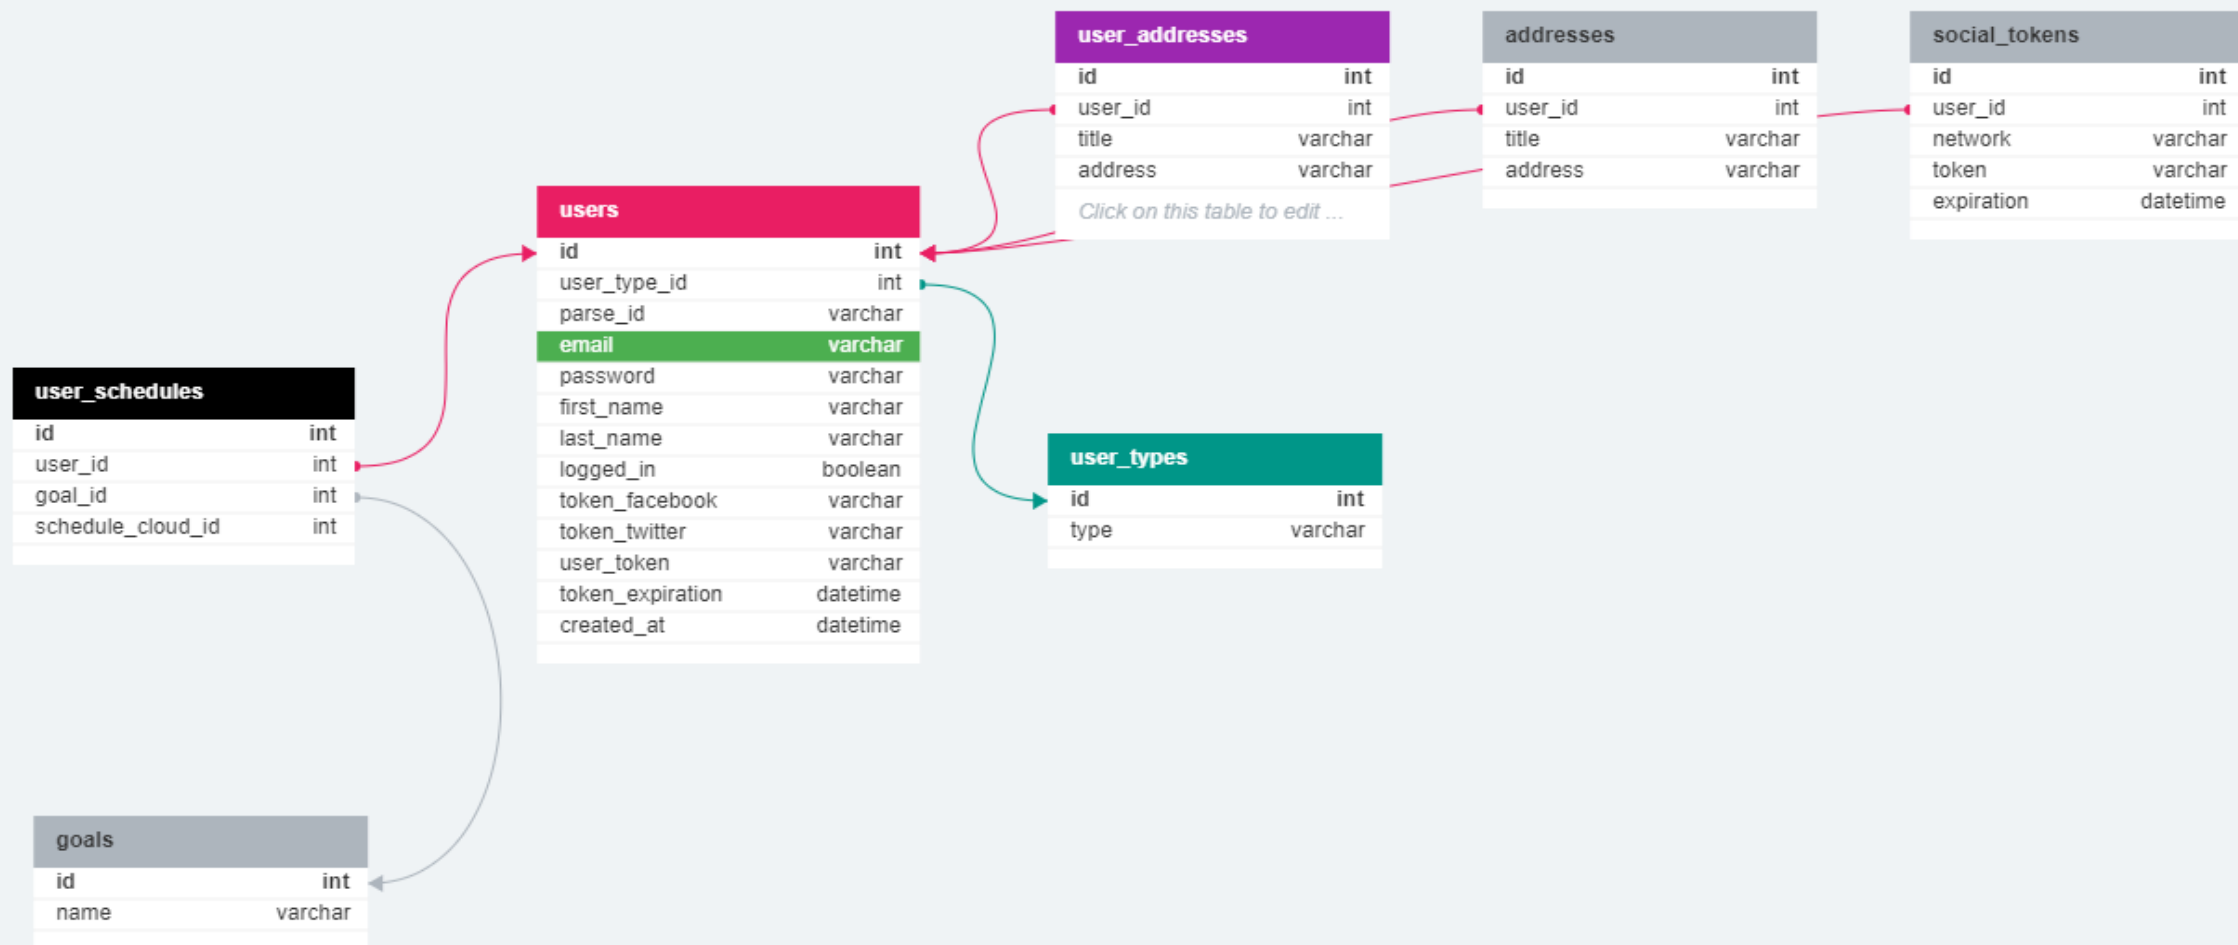 user_addresses
id int
user_id int
title varchar
address varchar
Click on this table to edit ...
addresses
id int
user_id int
title varchar
address varchar
social_tokens
id int
user_id int
network varchar
token varchar
expiration datetime
users
id int
user_type_id int
parse_id varchar
email varchar
password varchar
first_name varchar
last_name varchar
logged_in boolean
token_facebook varchar
token_twitter varchar
user_token varchar
token_expiration datetime
created_at datetime
user_schedules
id int
user_id int
goal_id int
schedule_cloud_id int
user_types
id int
type varchar
goals
id int
name varchar